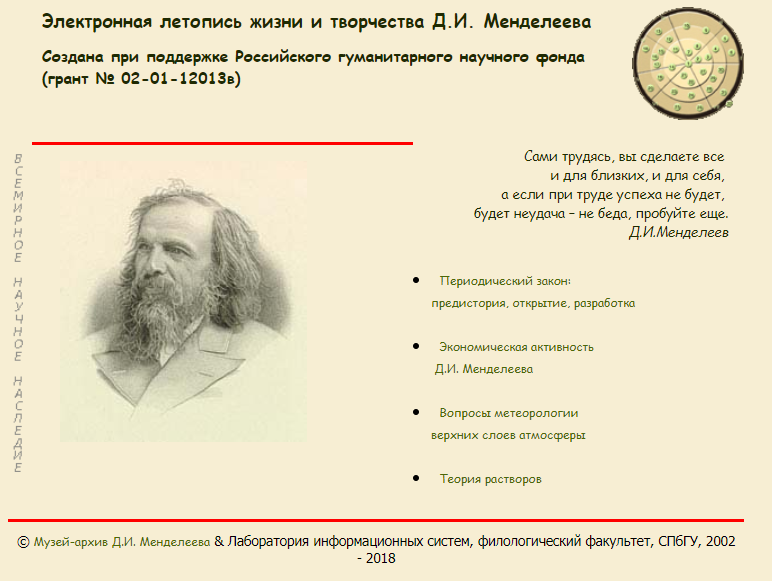 Электронная летопись жизни и творчества Д.И. Менделеева
Создана при поддержке Российского гуманитарного научного фонда
(грант № 02-01-12013в)
ВСЕМИРНОЕ НАУЧНОЕ НАСЛЕДИЕ
Сами трудясь, вы сделаете все
и для близких, и для себя,
а если при труде успеха не будет,
будет неудача – не беда, пробуйте еще.
Д.И.Менделеев
• Периодический закон:
предистория, открытие, разработка
• Экономическая активность
Д.И. Менделеева
• Вопросы метеорологии
верхних слоев атмосферы
• Теория растворов
© Музей-архив Д.И. Менделеева & Лаборатория информационных систем, филологический факультет, СПбГУ, 2002
- 2018